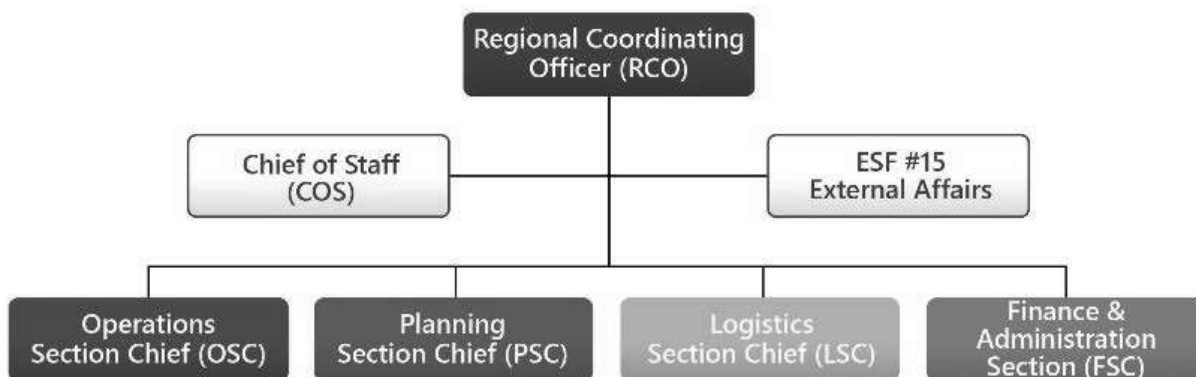 Regional Coordinating
Officer (RCO)
Chief of Staff
(COS)
ESF #15
External Affairs
Operations
Section Chief (OSC)
Planning
Section Chief (PSC)
Logistics
Section Chief (LSC)
Finance &
Administration
Section (FSC)